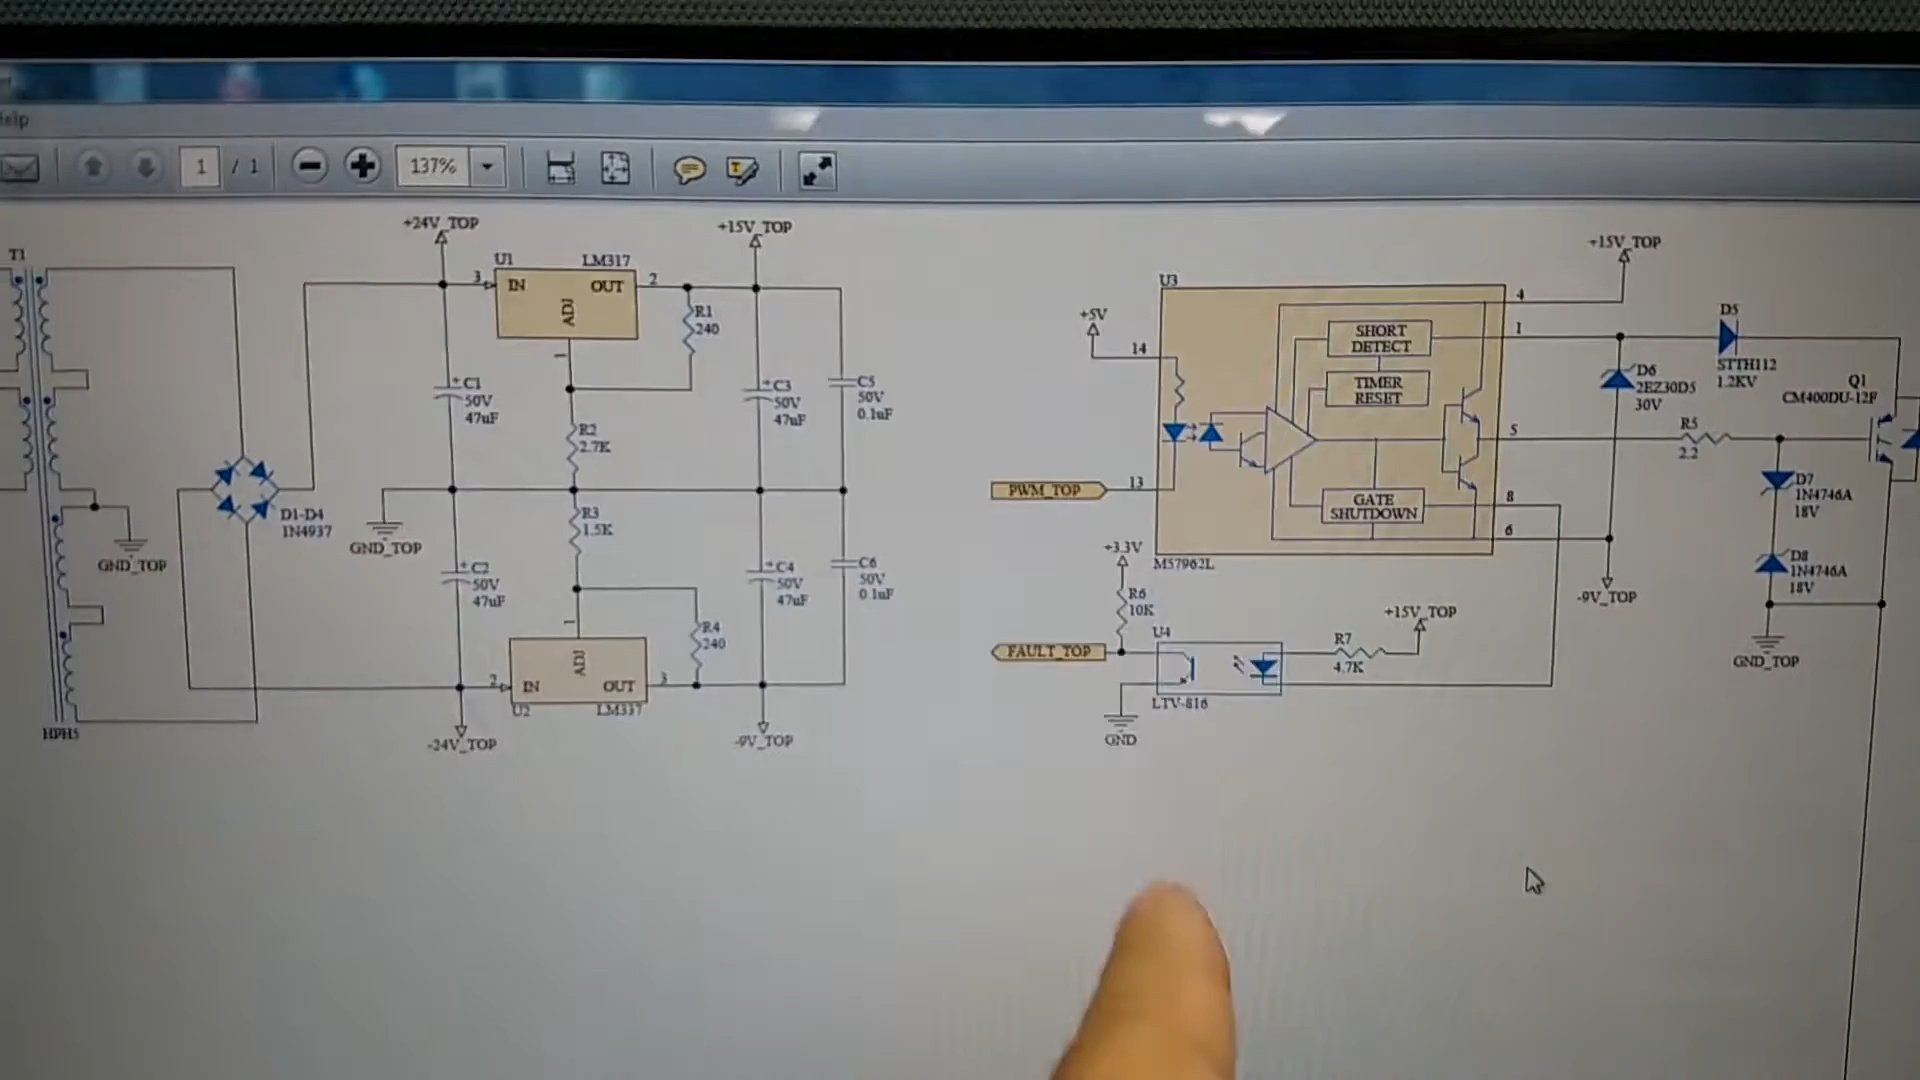 Help
1 / 1
137%
T1
HPH5
GND_TOP
D1-D4
1N4937
+24V_TOP
GND_TOP
-24V_TOP
C1
50V
47uF
C2
50V
47uF
U1
LM317
3
IN
OUT
ADJ
2
1
R1
240
R2
2.7K
R3
1.5K
R4
240
1
ADJ
2
IN
OUT
3
U2
LM337
+15V_TOP
C3
50V
47uF
C5
50V
0.1uF
C4
50V
47uF
C6
50V
0.1uF
-9V_TOP
U3
+5V
14
PWM_TOP
13
SHORT
DETECT
TIMER
RESET
GATE
SHUTDOWN
M57962L
4
1
5
8
6
+15V_TOP
D5
STTH112
1.2KV
D6
2EZ30D5
30V
Q1
CM400DU-12F
R5
2.2
D7
1N4746A
18V
D8
1N4746A
18V
-9V_TOP
GND_TOP
+3.3V
R6
10K
FAULT_TOP
U4
LTV-816
GND
R7
4.7K
+15V_TOP